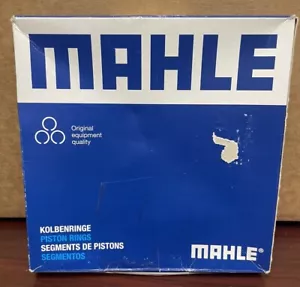 MAHLE
Original
equipment
quality
KOLBENRINGE
PISTON RINGS
SEGMENTS DE PISTONS
SEGMENTOS
MAHLE®